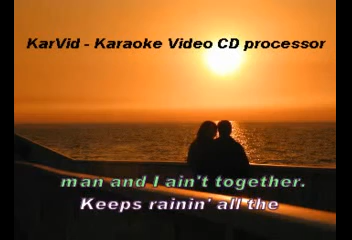 KarVid - Karaoke Video CD processor
man and I ain't together.
Keeps rainin' all the